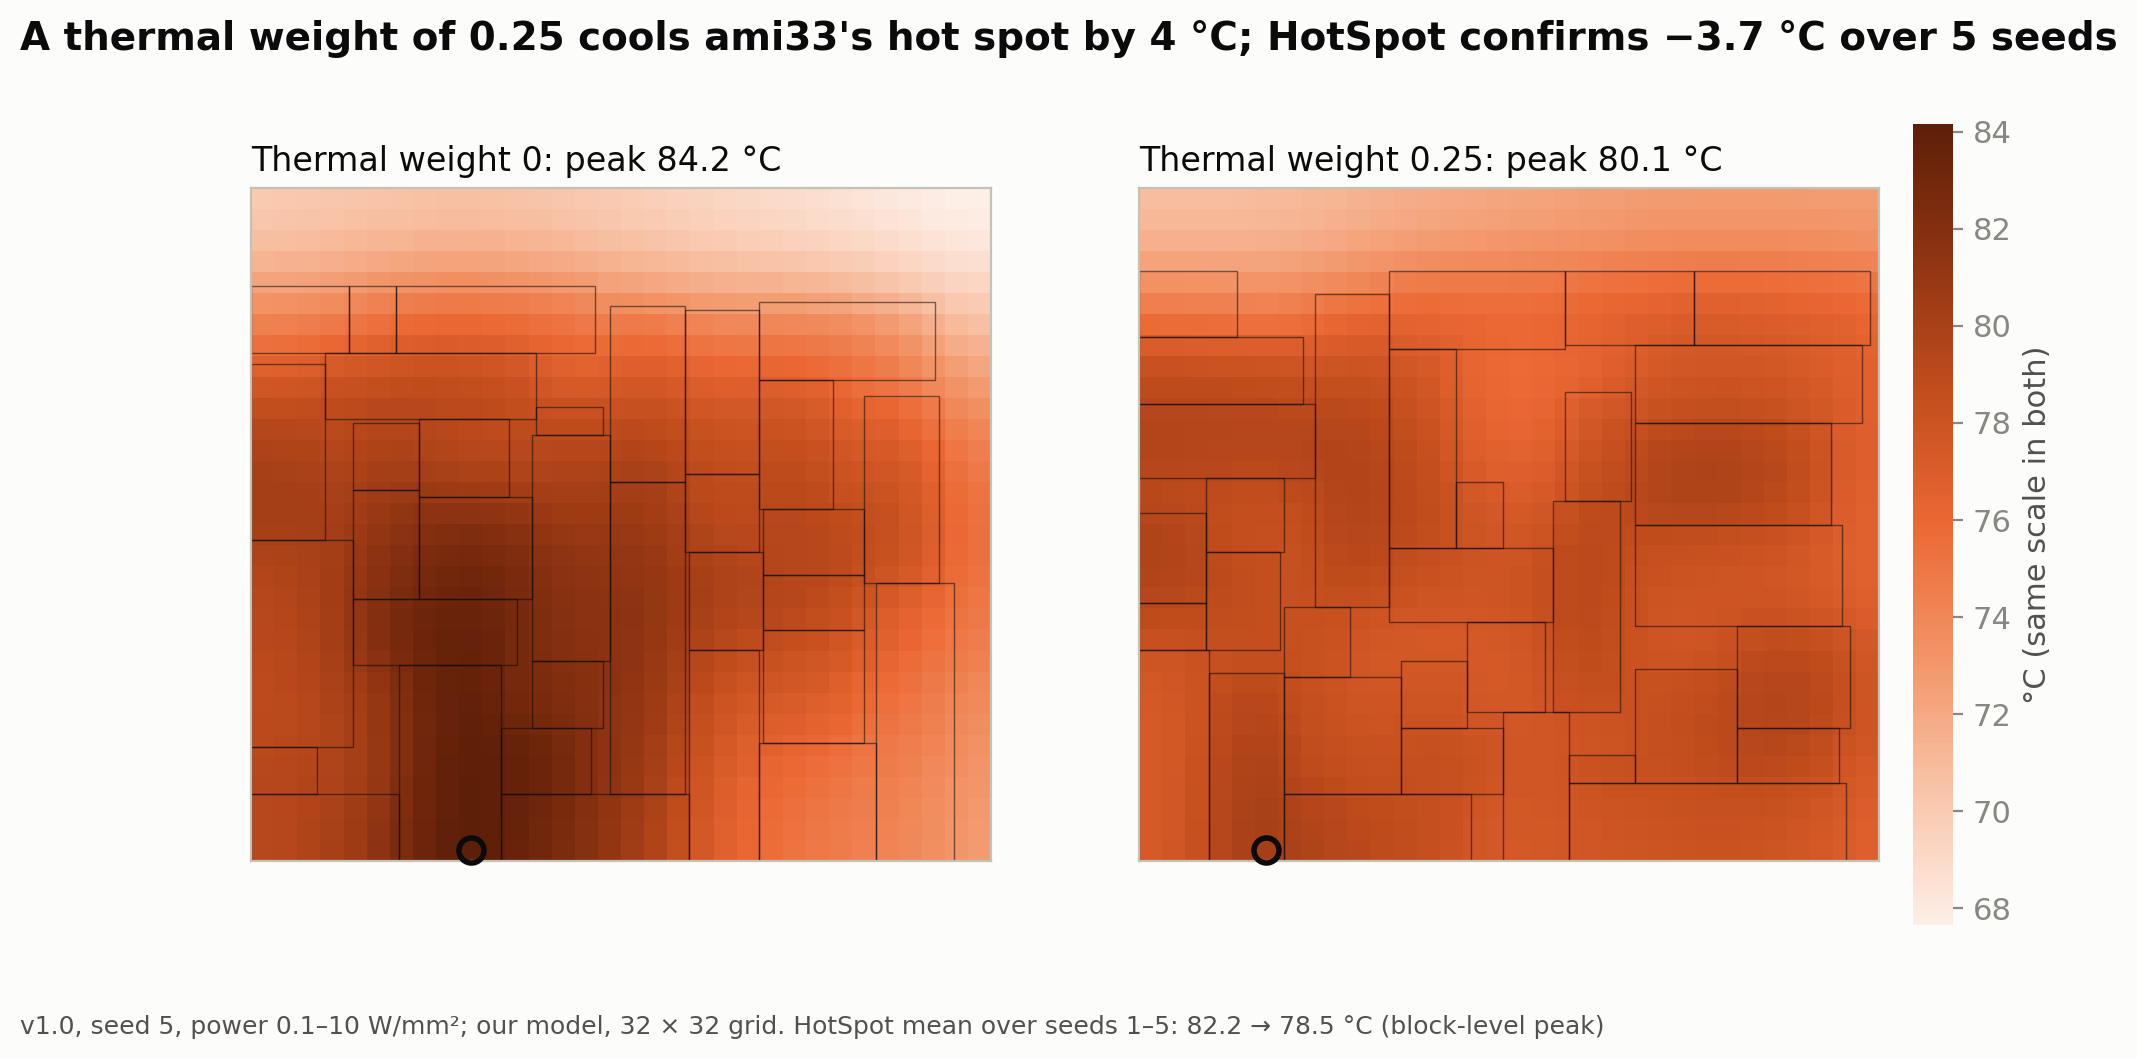 A thermal weight of 0.25 cools ami33's hot spot by 4 °C; HotSpot confirms −3.7 °C over 5 seeds
Thermal weight 0: peak 84.2 °C
Thermal weight 0.25: peak 80.1 °C
84
82
80
78
76
74
72
70
68
°C (same scale in both)
v1.0, seed 5, power 0.1–10 W/mm²; our model, 32 × 32 grid. HotSpot mean over seeds 1–5: 82.2 → 78.5 °C (block-level peak)